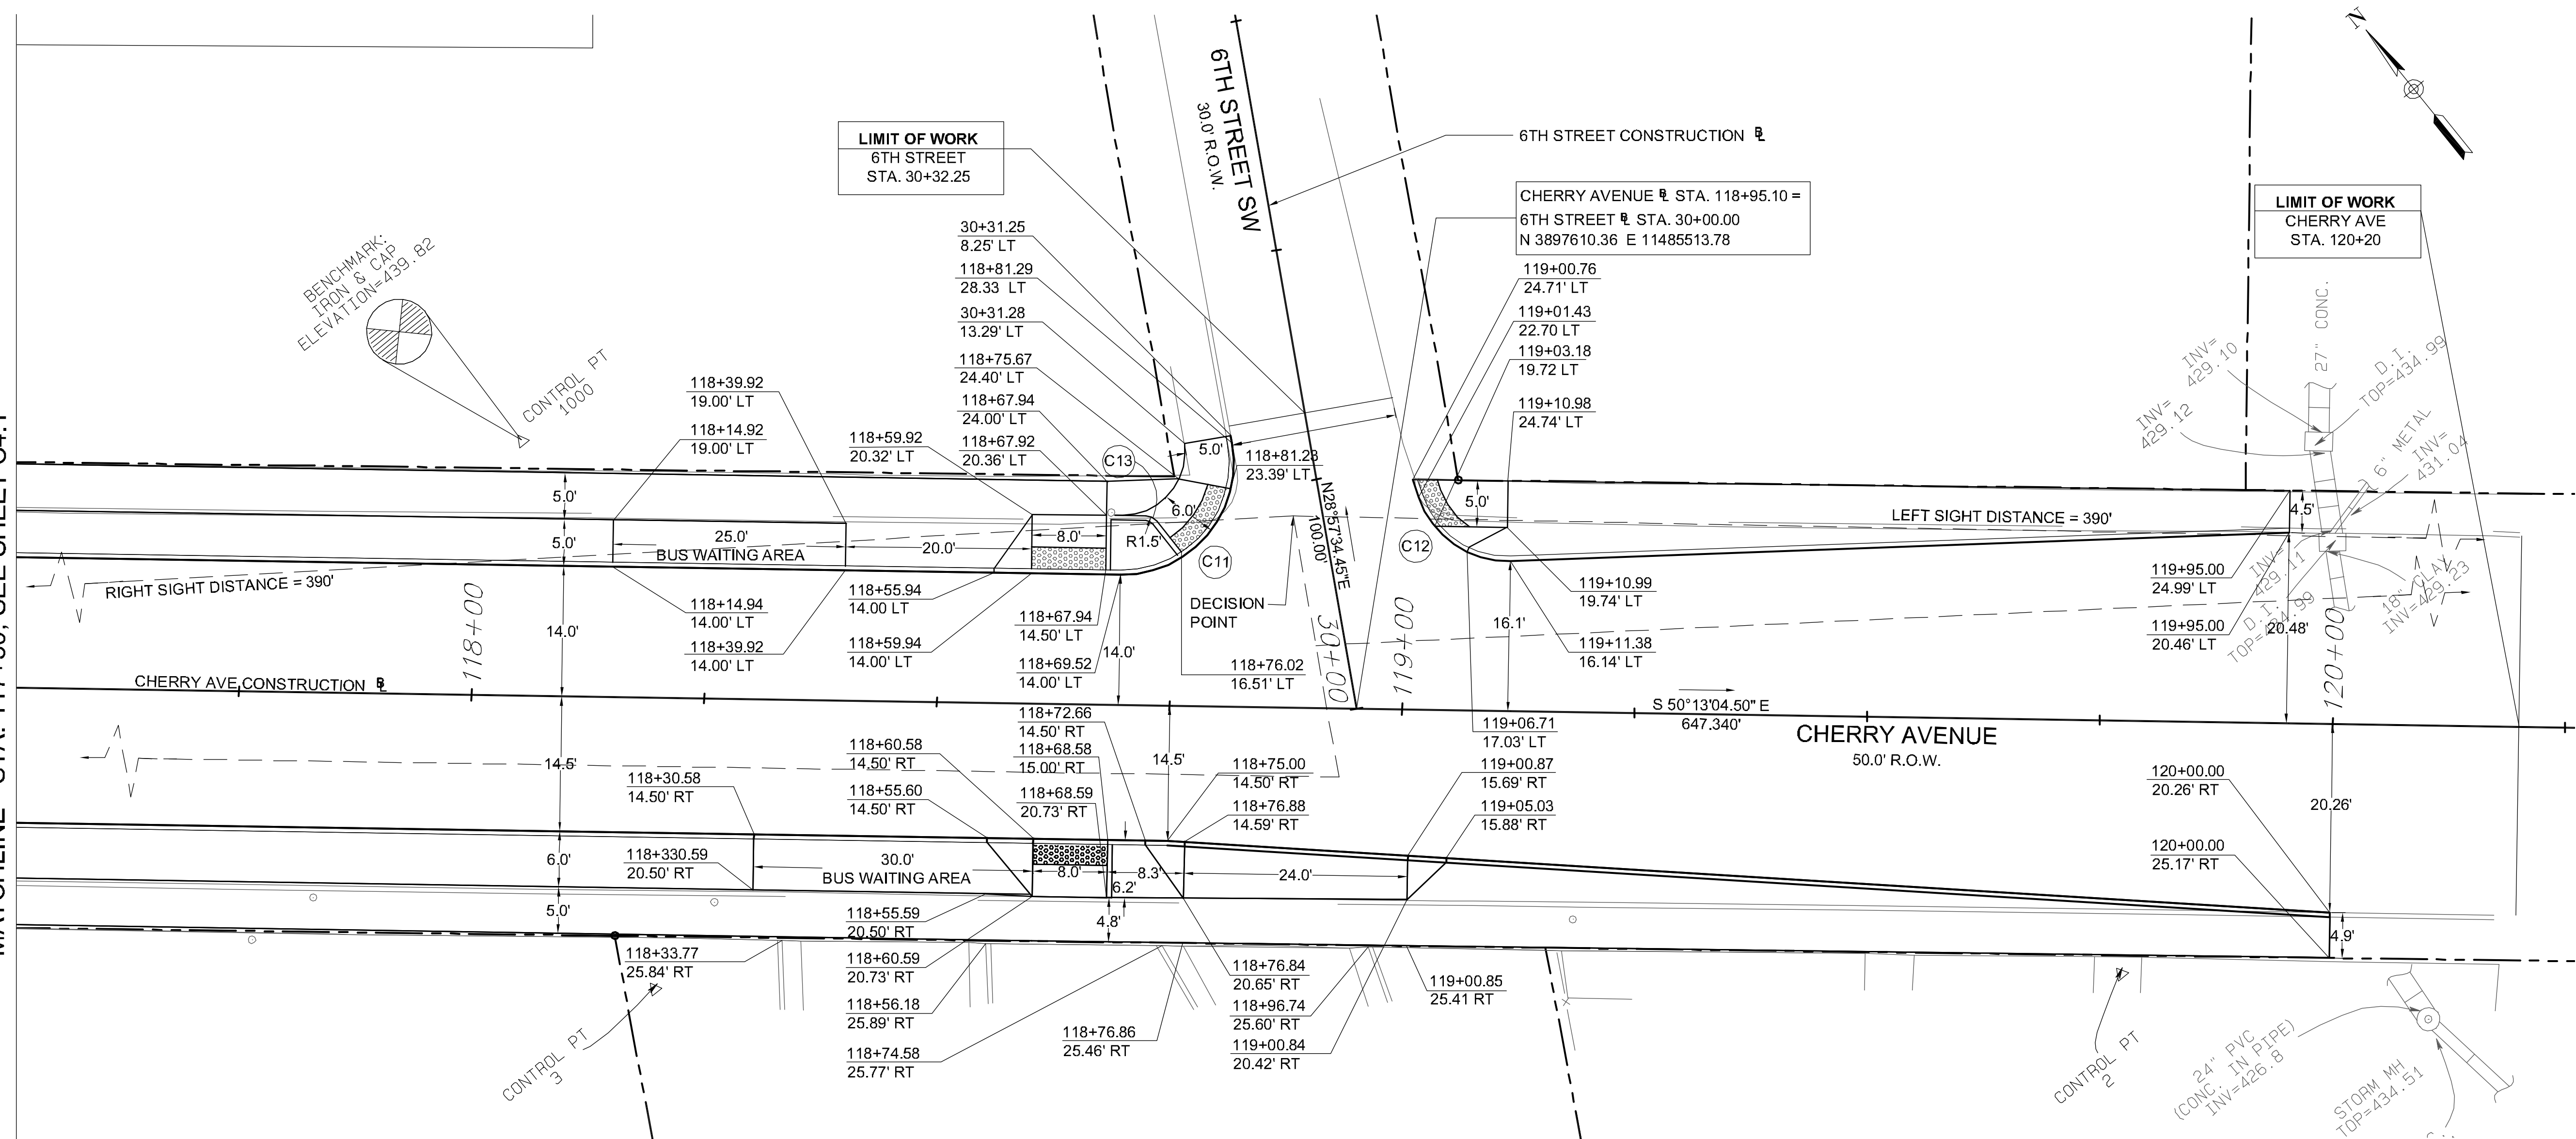 6TH STREET SW
30.0' R.O.W.
N
LIMIT OF WORK
6TH STREET
STA. 30+32.25
6TH STREET CONSTRUCTION
CHERRY AVENUE STA. 118+95.10 =
6TH STREET STA. 30+00.00
N 3897610.36 E 11485513.78
LIMIT OF WORK
CHERRY AVE
STA. 120+20
BENCHMARK:
IRON & CAP
ELEVATION=439.82
CONTROL PT
1000
30+31.25
8.25' LT
118+81.29
28.33 LT
30+31.28
13.29' LT
118+75.67
24.40' LT
118+67.94
24.00' LT
118+67.92
20.36' LT
118+39.92
19.00' LT
118+14.92
19.00' LT
118+59.92
20.32' LT
C13
5.0'
118+81.23
23.39' LT
119+00.76
24.71' LT
119+01.43
22.70 LT
119+03.18
19.72 LT
119+10.98
24.74' LT
INV=
429.10
27" CONC.
D.I.
TOP=434.99
INV=
429.12
6" METAL
INV=
431.04
5.0'
5.0'
25.0'
BUS WAITING AREA
20.0'
8.0'
6.0'
R1.5'
C11
N28°57'34.45"E
100.00'
C12
5.0'
LEFT SIGHT DISTANCE = 390'
4.5'
RIGHT SIGHT DISTANCE = 390'
118+00
14.0'
118+14.94
14.00' LT
118+39.92
14.00' LT
118+55.94
14.00 LT
118+59.94
14.00' LT
118+67.94
14.50' LT
118+69.52
14.00' LT
14.0'
DECISION
POINT
118+76.02
16.51' LT
30+00
119+00
16.1'
119+10.99
19.74' LT
119+11.38
16.14' LT
119+06.71
17.03' LT
119+95.00
24.99' LT
119+95.00
20.46' LT
INV=
429.11
D.I.
TOP=434.99
18" CLAY
INV=429.23
20.48'
120+00
CHERRY AVE CONSTRUCTION
S 50°13'04.50" E
647.340'
CHERRY AVENUE
50.0' R.O.W.
14.5'
118+30.58
14.50' RT
118+60.58
14.50' RT
118+55.60
14.50' RT
118+72.66
14.50' RT
118+68.58
15.00' RT
118+68.59
20.73' RT
14.5'
118+75.00
14.50' RT
118+76.88
14.59' RT
119+00.87
15.69' RT
119+05.03
15.88' RT
120+00.00
20.26' RT
20.26'
120+00.00
25.17' RT
6.0'
118+330.59
20.50' RT
30.0'
BUS WAITING AREA
8.0'
8.3'
6.2'
24.0'
5.0'
4.8'
4.9'
118+33.77
25.84' RT
118+55.59
20.50' RT
118+60.59
20.73' RT
118+56.18
25.89' RT
118+74.58
25.77' RT
118+76.86
25.46' RT
118+76.84
20.65' RT
118+96.74
25.60' RT
119+00.84
20.42' RT
119+00.85
25.41 RT
CONTROL PT
3
CONTROL PT
2
24" PVC
(CONC. IN PIPE)
INV=426.8
STORM MH
TOP=434.51